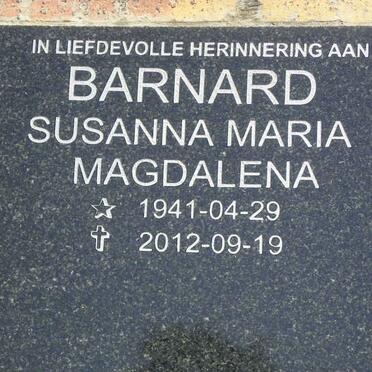 IN LIEFDEVOLLE HERINNERING AAN
BARNARD
SUSANNA MARIA
MAGDALENA
☆ 1941-04-29
✝ 2012-09-19